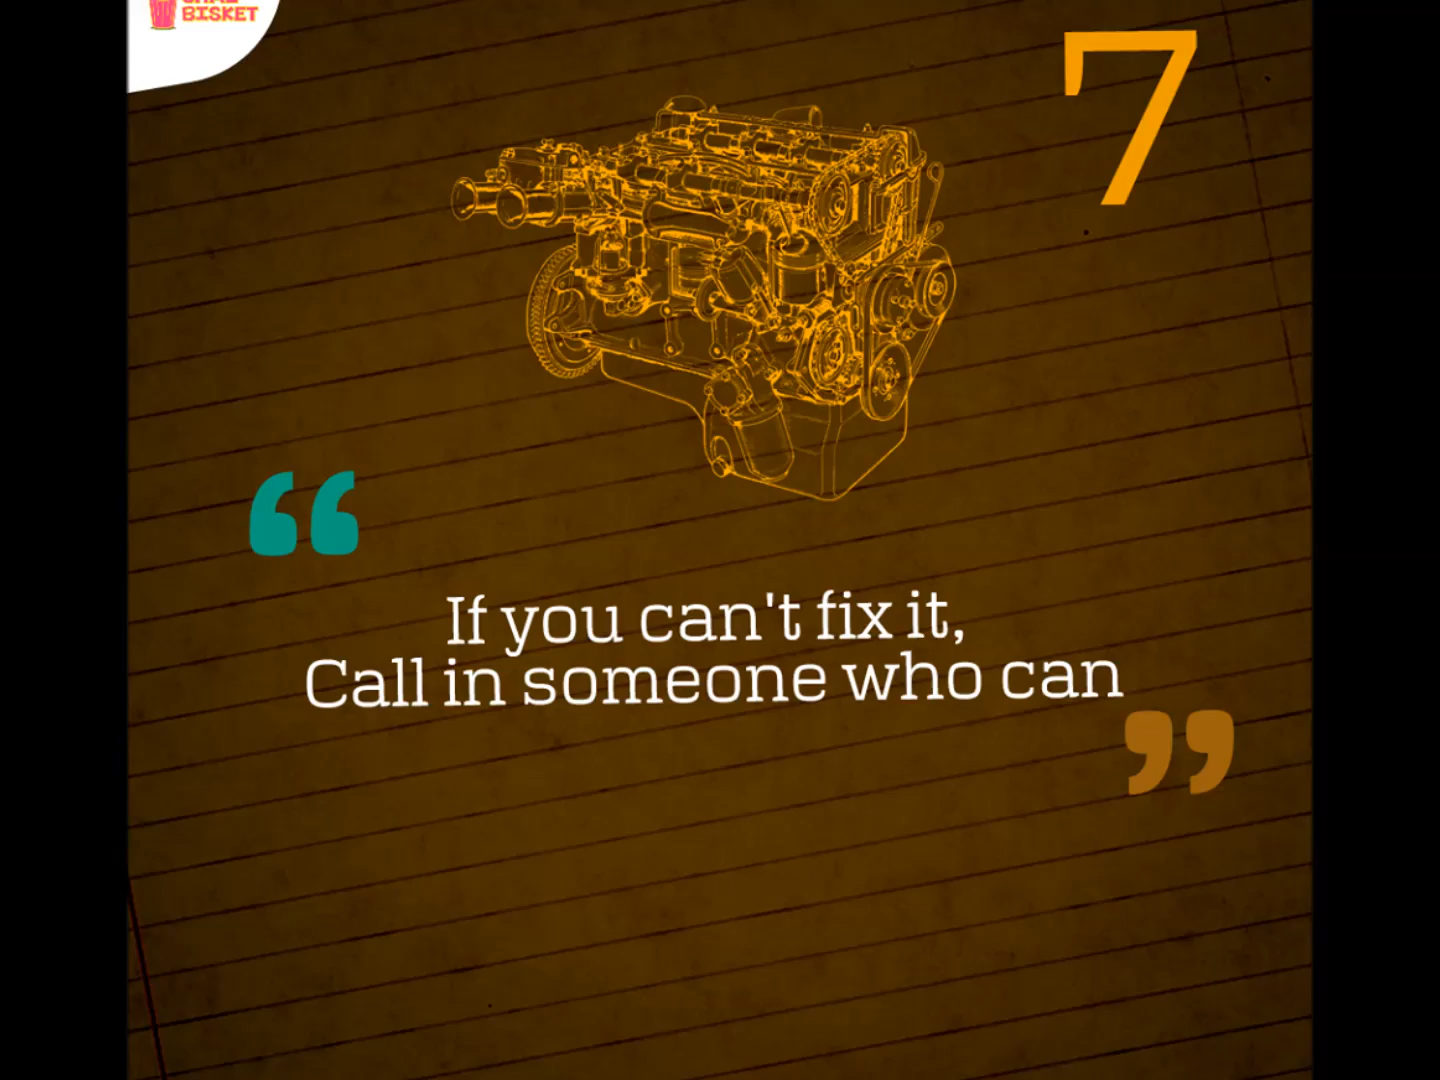 BISKET
7
“
If you can't fix it,
Call in someone who can
”